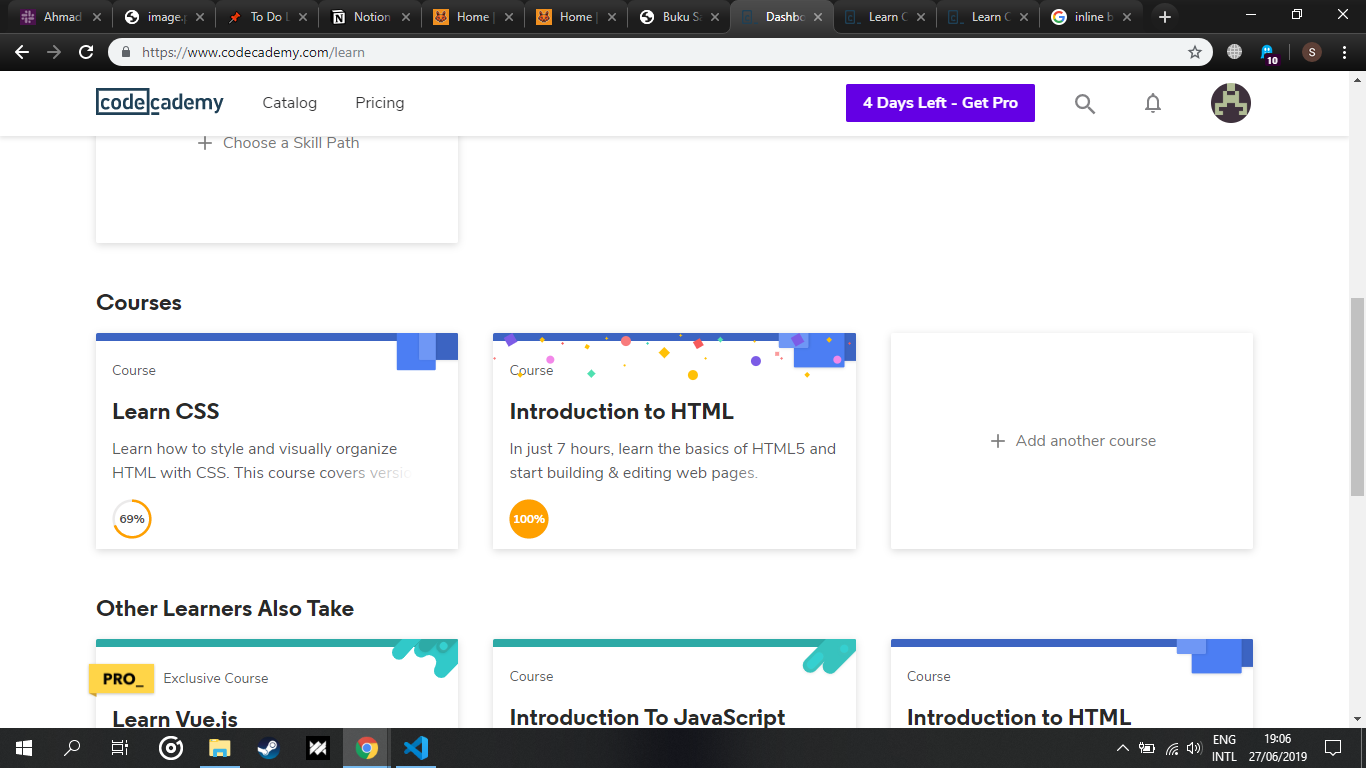 Ahmad
image.p
To Do L
Notion
Home |
Home |
Buku Sa
Dashbo
Learn C
Learn C
inline b
https://www.codecademy.com/learn
10
S
codecademy
Catalog
Pricing
4 Days Left - Get Pro
+ Choose a Skill Path
Courses
Course
Learn CSS
Learn how to style and visually organize
HTML with CSS. This course covers versio
69%
Course
Introduction to HTML
In just 7 hours, learn the basics of HTML5 and
start building & editing web pages.
100%
+ Add another course
Other Learners Also Take
PRO_
Exclusive Course
Learn Vue.js
Course
Introduction To JavaScript
Course
Introduction to HTML
ENG
INTL
19:06
27/06/2019